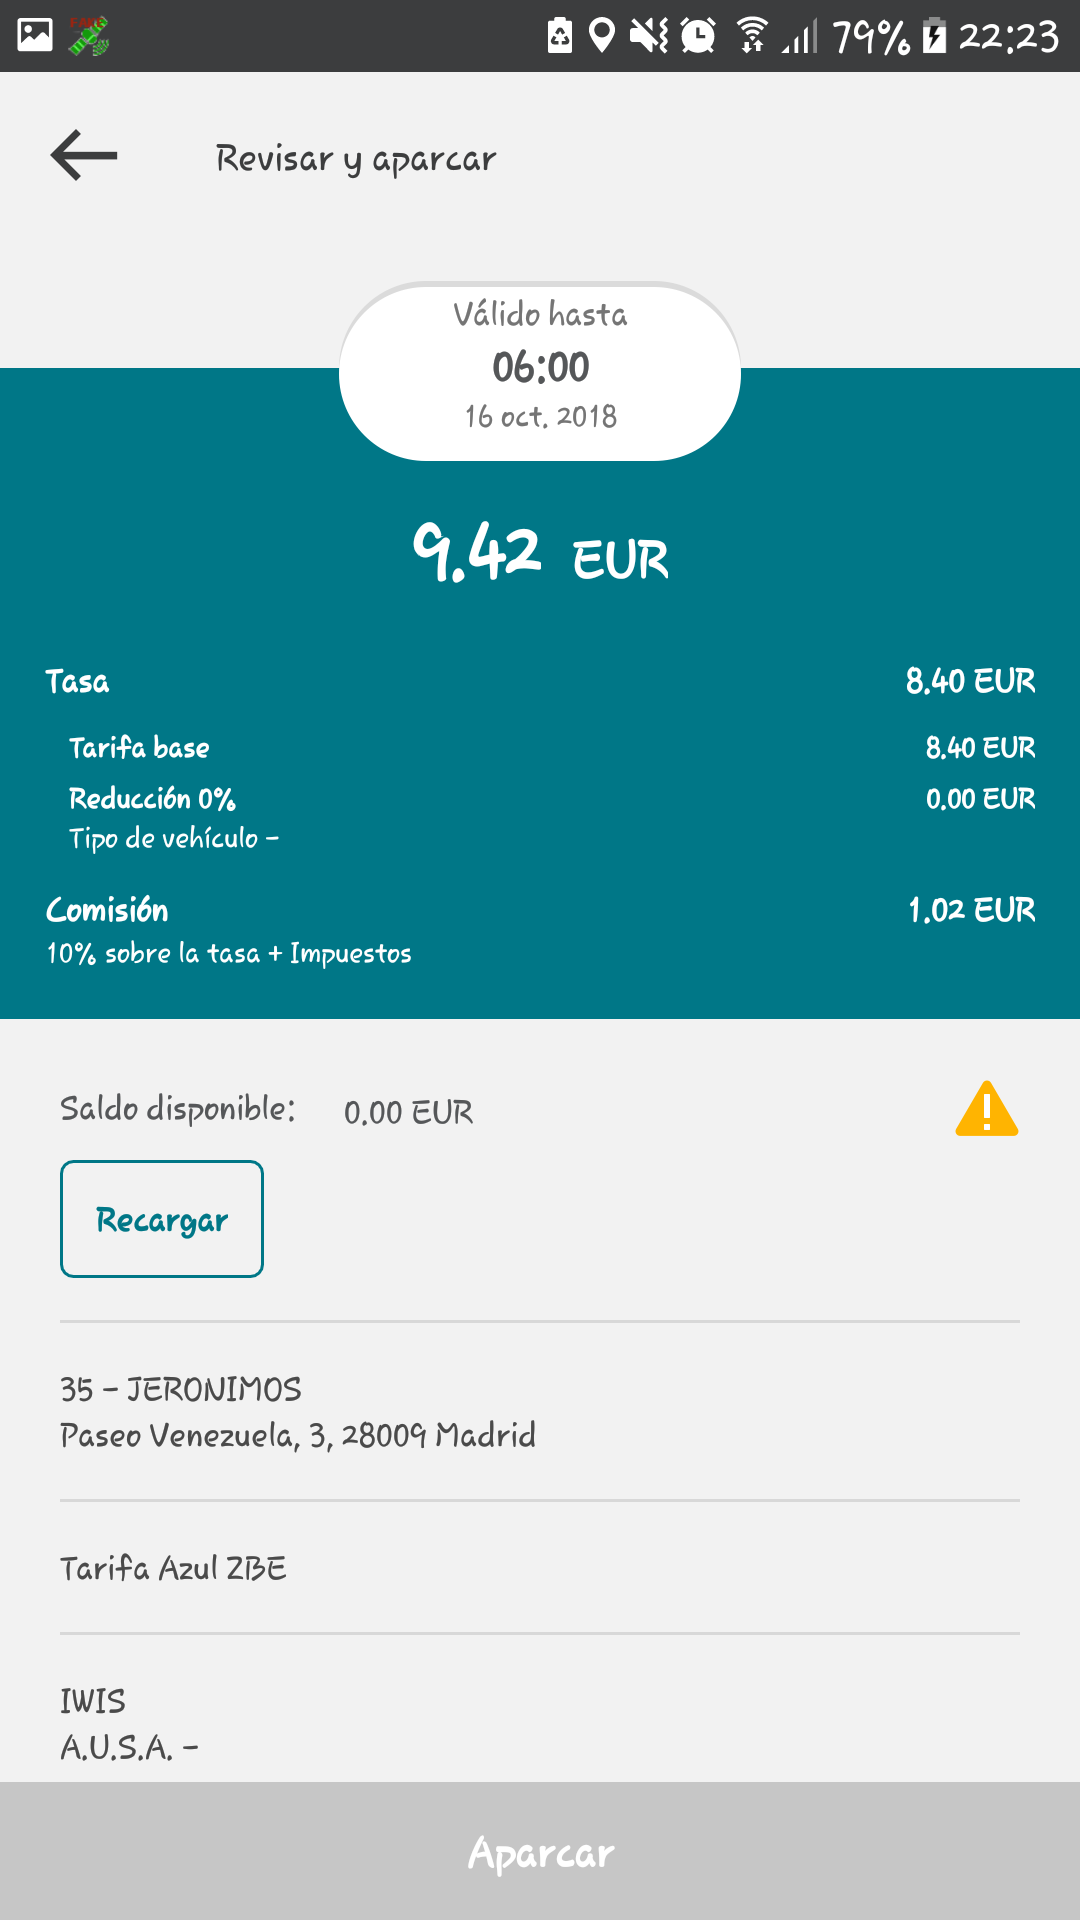 FAKE
79% 22:23
Revisar y aparcar
Válido hasta
06:00
16 oct. 2018
9.42 EUR
Tasa 8.40 EUR
Tarifa base 8.40 EUR
Reducción 0% 0.00 EUR
Tipo de vehículo -
Comisión 1.02 EUR
10% sobre la tasa + Impuestos
Saldo disponible: 0.00 EUR
Recargar
35 - JERONIMOS
Paseo Venezuela, 3, 28009 Madrid
Tarifa Azul ZBE
IWIS
A.U.S.A. -
Aparcar